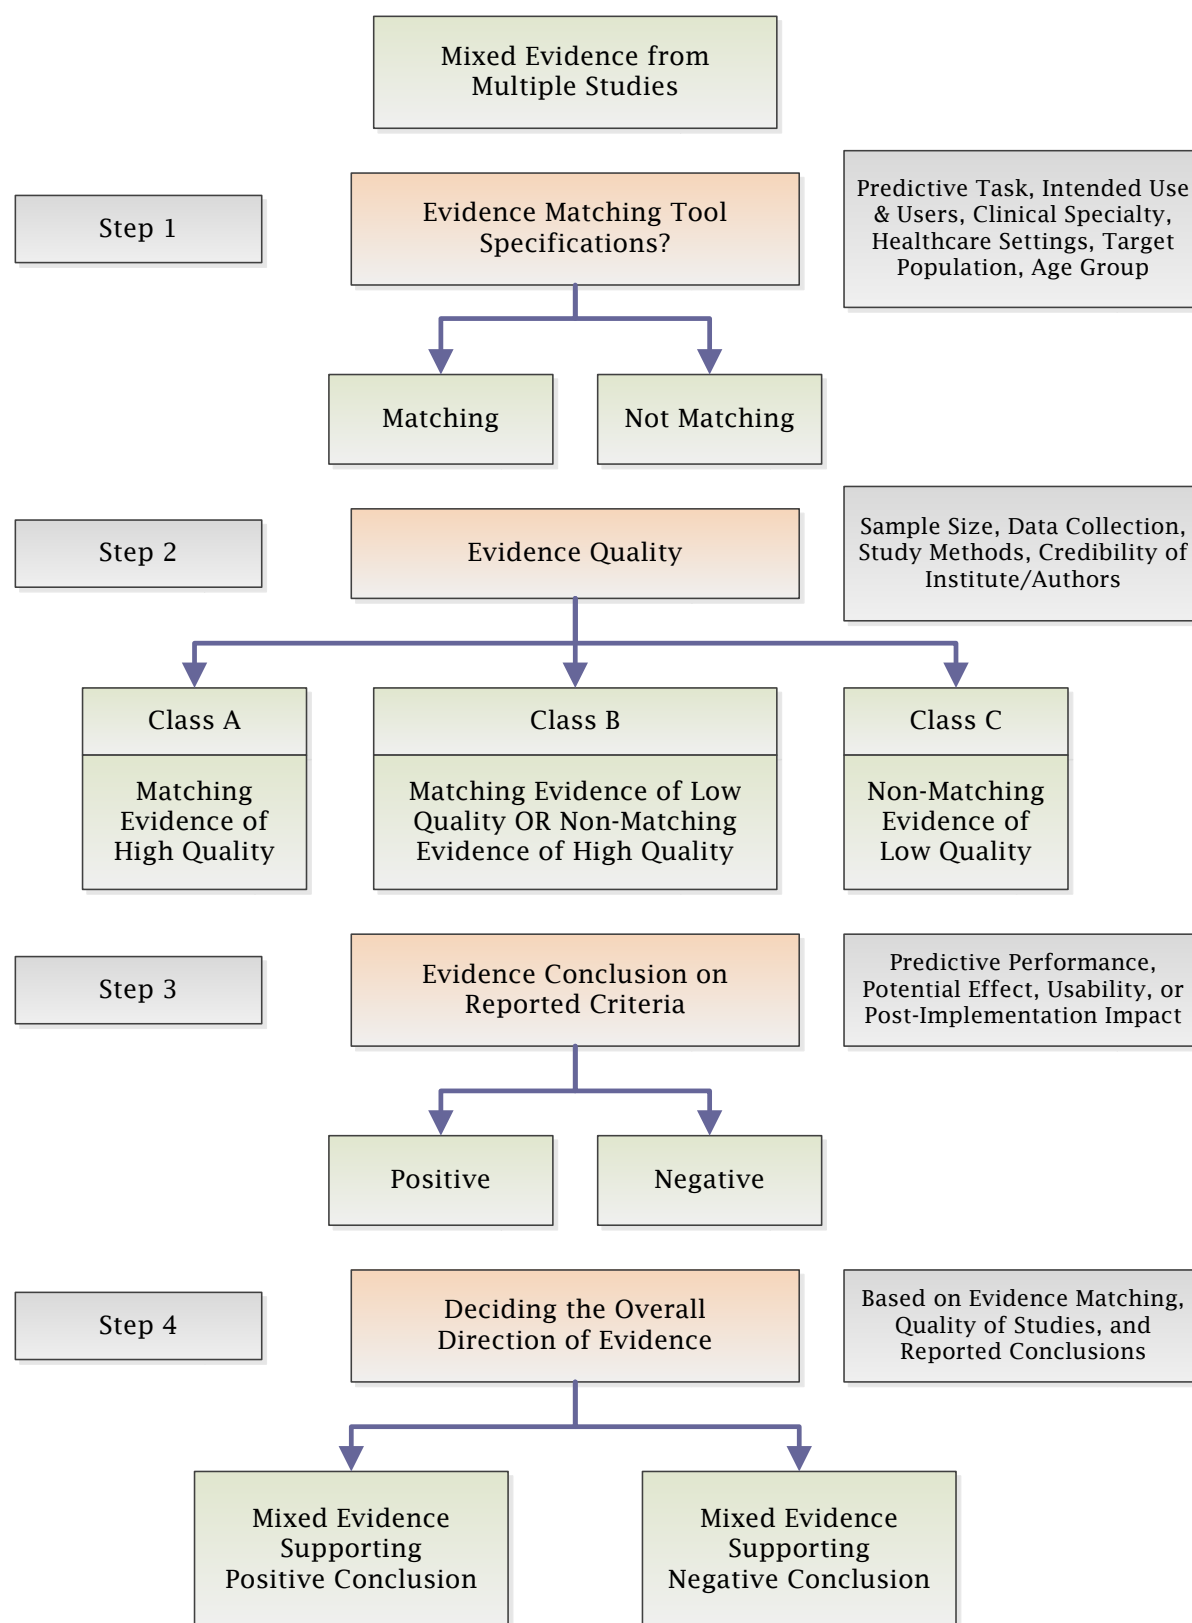 Mixed Evidence from
Multiple Studies
Step 1
Evidence Matching Tool
Specifications?
Predictive Task, Intended Use
& Users, Clinical Specialty,
Healthcare Settings, Target
Population, Age Group
Matching
Not Matching
Step 2
Evidence Quality
Sample Size, Data Collection,
Study Methods, Credibility of
Institute/Authors
Class A
Matching
Evidence of
High Quality
Class B
Matching Evidence of Low
Quality OR Non-Matching
Evidence of High Quality
Class C
Non-Matching
Evidence of
Low Quality
Step 3
Evidence Conclusion on
Reported Criteria
Predictive Performance,
Potential Effect, Usability, or
Post-Implementation Impact
Positive
Negative
Step 4
Deciding the Overall
Direction of Evidence
Based on Evidence Matching,
Quality of Studies, and
Reported Conclusions
Mixed Evidence
Supporting
Positive Conclusion
Mixed Evidence
Supporting
Negative Conclusion